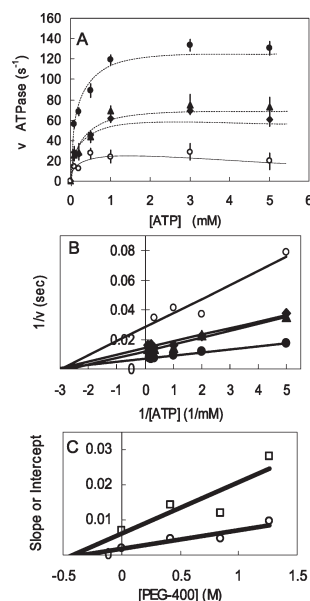 A
140
120
100
80
60
40
20
0
v ATPase (s⁻¹)
0 1 2 3 4 5 6
[ATP] (mM)
B
0.08
0.06
0.04
0.02
0
1/v (sec)
-3 -2 -1 0 1 2 3 4 5
1/[ATP] (1/mM)
C
0.03
0.02
0.01
0
Slope or Intercept
-0.5 0 0.5 1 1.5
[PEG-400] (M)